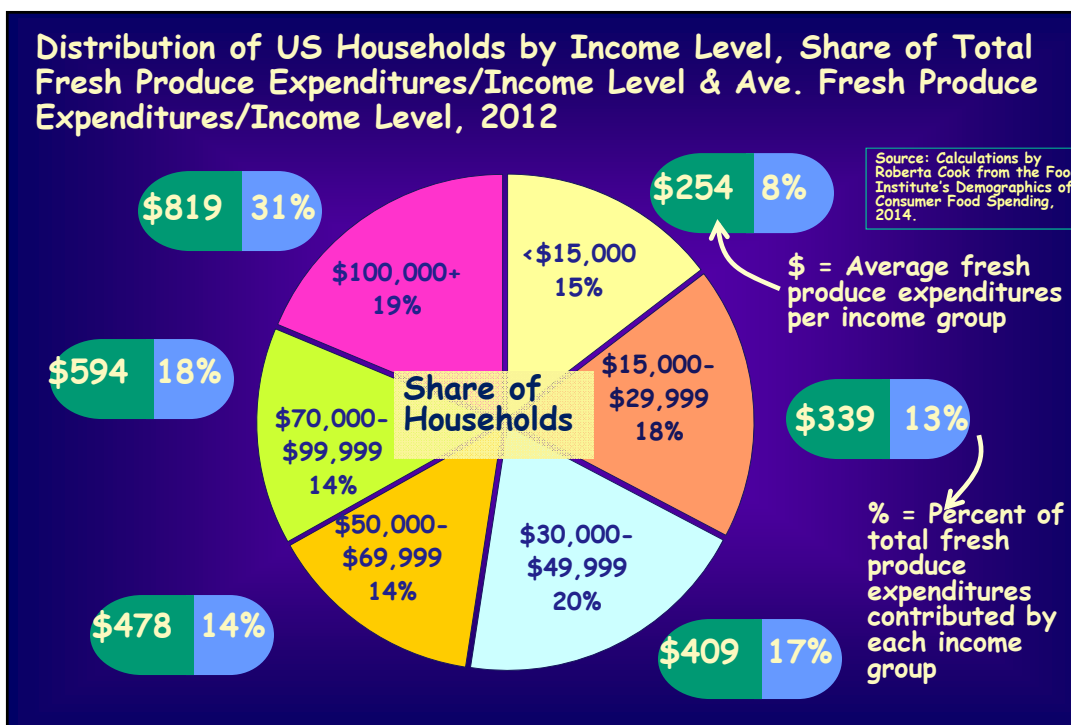 Distribution of US Households by Income Level, Share of Total
Fresh Produce Expenditures/Income Level & Ave. Fresh Produce
Expenditures/Income Level, 2012
Source: Calculations by
Roberta Cook from the Foo
Institute's Demographics of
Consumer Food Spending,
2014.
$819 31%
$254 8%
$ = Average fresh
produce expenditures
per income group
<$15,000
15%
$100,000+
19%
$594 18%
$15,000-
$29,999
18%
Share of
Households
$339 13%
$70,000-
$99,999
14%
% = Percent of
total fresh
produce
expenditures
contributed by
each income
group
$50,000-
$69,999
14%
$30,000-
$49,999
20%
$478 14%
$409 17%